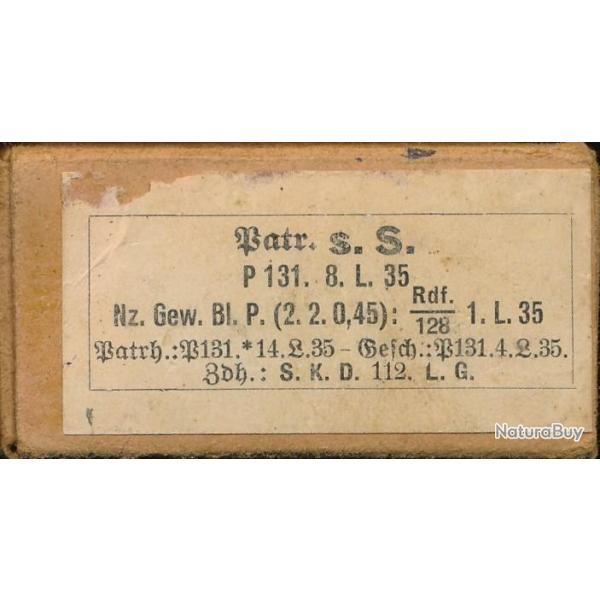 Patr. s. S.
P 131. 8. L. 35
Nz. Gew. Bl. P. (2. 2. 0,45): Rdf./128 1. L. 35
Patrh.: P131.*14.L.35 – Gesch.: P131.4.L.35.
Zdh.: S. K. D. 112. L. G.
NaturaBuy